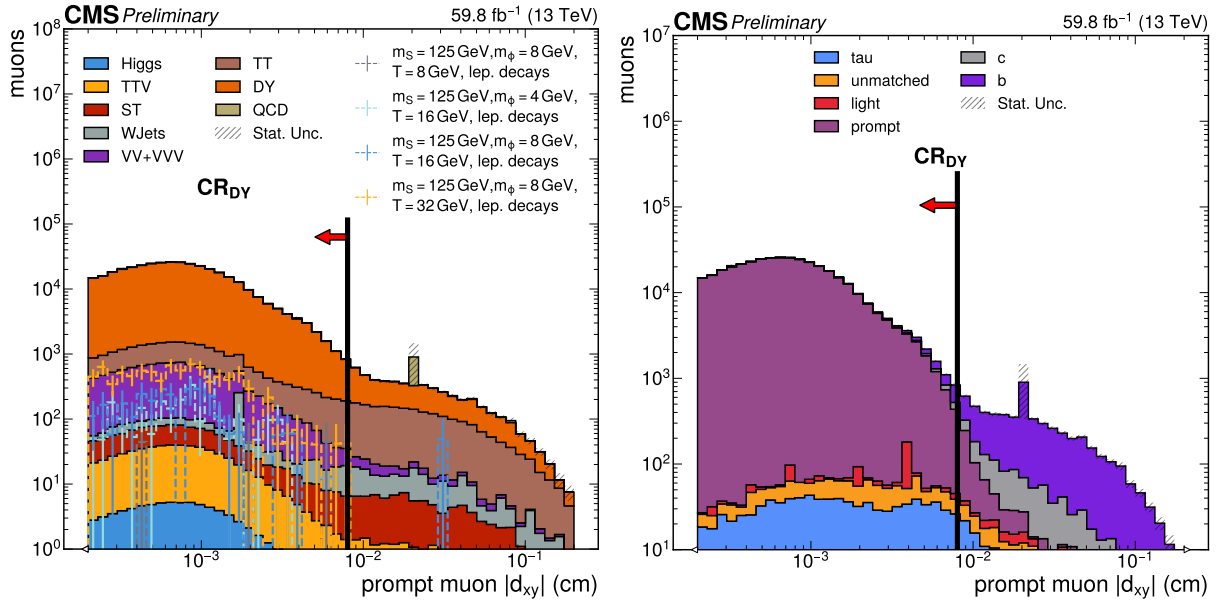 CMS Preliminary 59.8 fb⁻¹ (13 TeV)
muons
10⁸
10⁷
10⁶
10⁵
10⁴
10³
10²
10¹
10⁰
Higgs
TTV
ST
WJets
VV+VVV
TT
DY
QCD
Stat. Unc.
m_S = 125 GeV,m_ϕ = 8 GeV,
T = 8 GeV, lep. decays
m_S = 125 GeV,m_ϕ = 4 GeV,
T = 16 GeV, lep. decays
m_S = 125 GeV,m_ϕ = 8 GeV,
T = 16 GeV, lep. decays
m_S = 125 GeV,m_ϕ = 8 GeV,
T = 32 GeV, lep. decays
CR_DY
10⁻³ 10⁻² 10⁻¹
prompt muon |d_xy| (cm)
CMS Preliminary 59.8 fb⁻¹ (13 TeV)
muons
10⁷
10⁶
10⁵
10⁴
10³
10²
10¹
tau
unmatched
light
prompt
c
b
Stat. Unc.
CR_DY
10⁻³ 10⁻² 10⁻¹
prompt muon |d_xy| (cm)